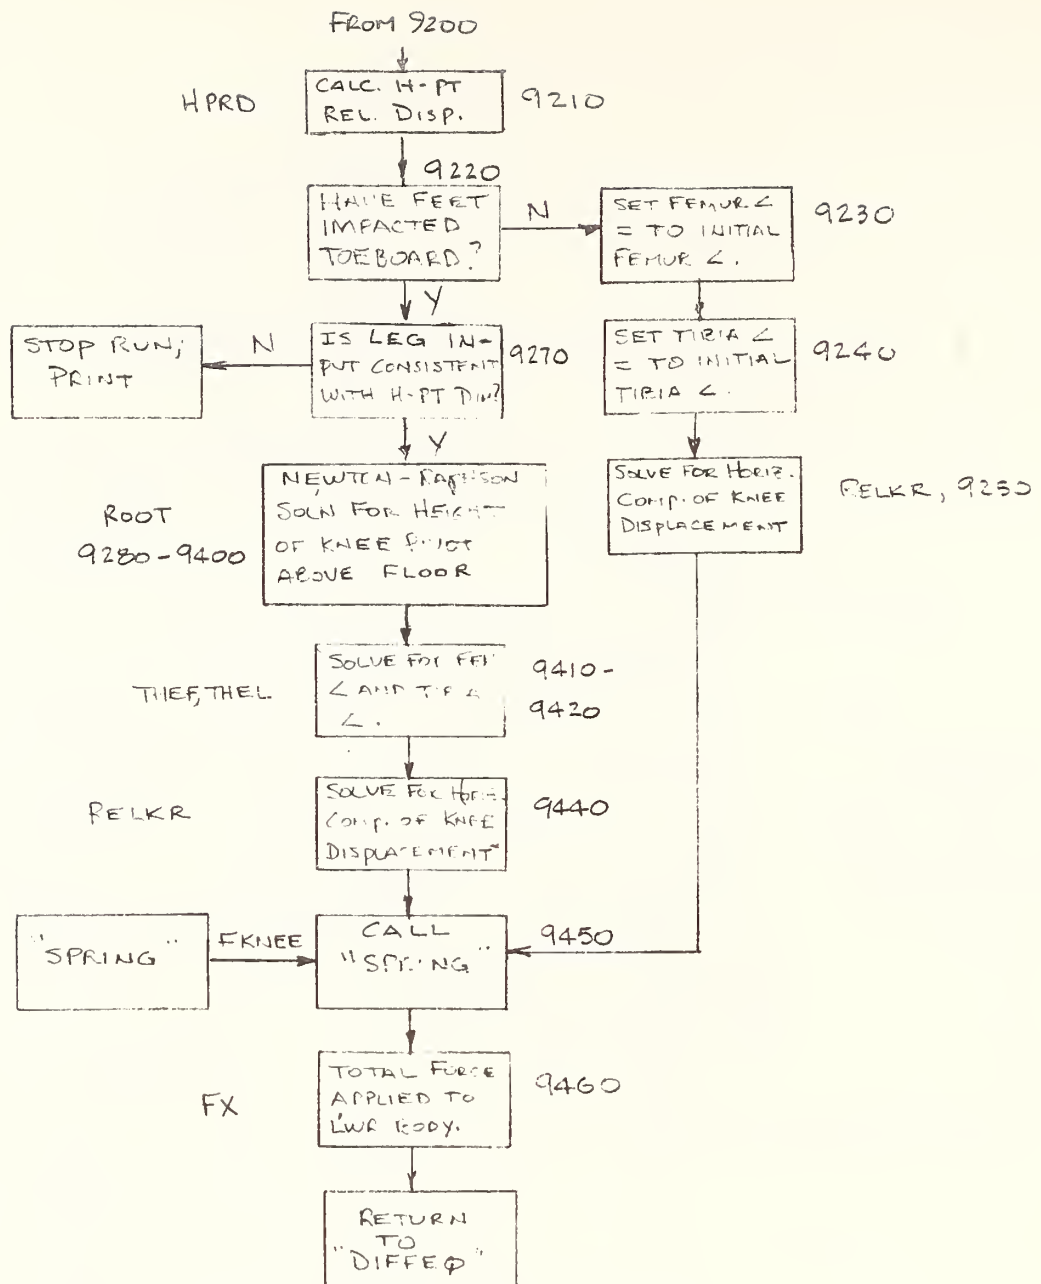 FROM 9200
HPRD
CALC. H-PT
REL. DISP.
9210
9220
HAVE FEET
IMPACTED
TOEBOARD?
N
SET FEMUR ∠
= TO INITIAL
FEMUR ∠.
9230
Y
STOP RUN;
PRINT
N
IS LEG IN-
PUT CONSISTENT
WITH H-PT DIM?
9270
SET TIBIA ∠
= TO INITIAL
TIBIA ∠.
9240
Y
ROOT
9280-9400
NEWTON-RAPHSON
SOLN FOR HEIGHT
OF KNEE PIVOT
ABOVE FLOOR
SOLVE FOR HORIZ.
COMP. OF KNEE
DISPLACEMENT
RELKR, 9250
THEF, THEL
SOLVE FOR
∠ AND
∠.
9410-
9420
RELKR
SOLVE FOR HORIZ.
COMP. OF KNEE
DISPLACEMENT
9440
"SPRING"
FKNEE
CALL
"SPRING"
9450
FX
TOTAL FORCE
APPLIED TO
LWR BODY.
9460
RETURN
TO
"DIFFEQ"